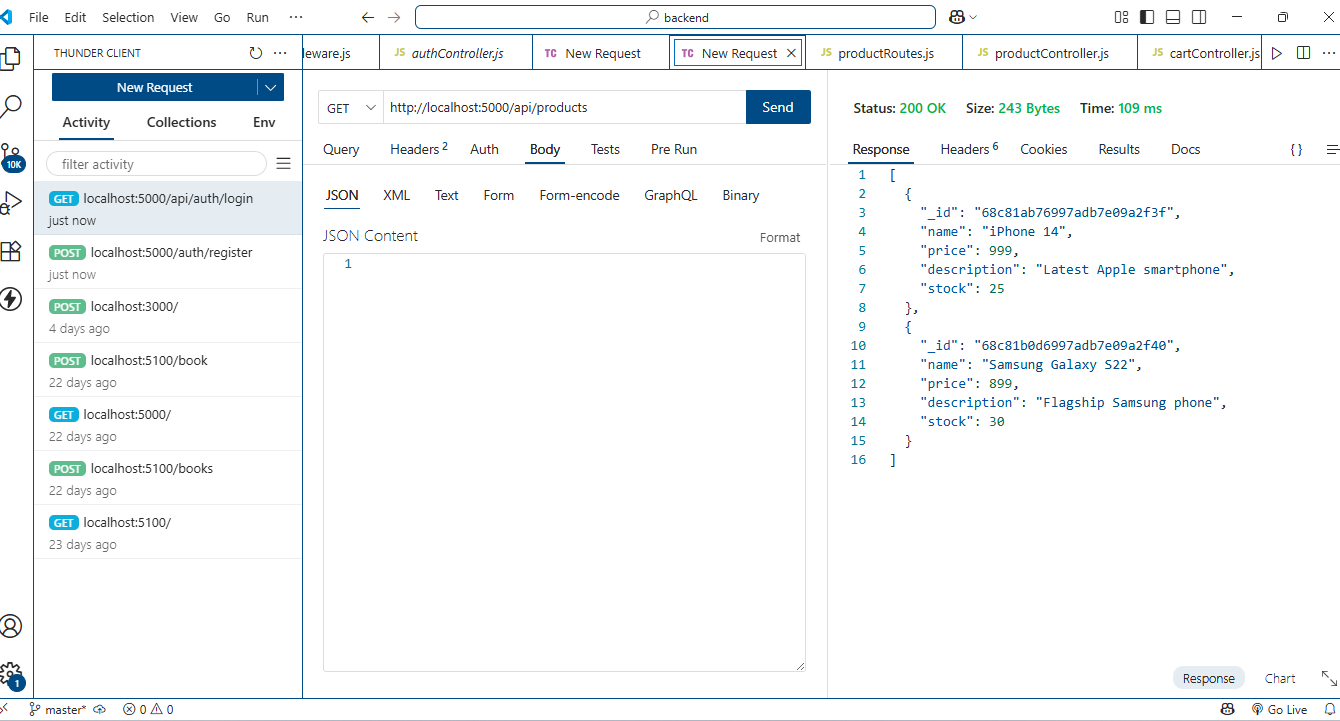 File Edit Selection View Go Run ··· backend
THUNDER CLIENT
leware.js JS authController.js TC New Request TC New Request JS productRoutes.js JS productController.js JS cartController.js
New Request
Activity Collections Env
filter activity
10K
GET localhost:5000/api/auth/login
just now
POST localhost:5000/auth/register
just now
POST localhost:3000/
4 days ago
POST localhost:5100/book
22 days ago
GET localhost:5000/
22 days ago
POST localhost:5100/books
22 days ago
GET localhost:5100/
23 days ago
1
GET http://localhost:5000/api/products Send
Query Headers 2 Auth Body Tests Pre Run
JSON XML Text Form Form-encode GraphQL Binary
JSON Content Format
1
Status: 200 OK Size: 243 Bytes Time: 109 ms
Response Headers 6 Cookies Results Docs { }
1 [
2 {
3 "_id": "68c81ab76997adb7e09a2f3f",
4 "name": "iPhone 14",
5 "price": 999,
6 "description": "Latest Apple smartphone",
7 "stock": 25
8 },
9 {
10 "_id": "68c81b0d6997adb7e09a2f40",
11 "name": "Samsung Galaxy S22",
12 "price": 899,
13 "description": "Flagship Samsung phone",
14 "stock": 30
15 }
16 ]
Response Chart
master* 0 0 Go Live